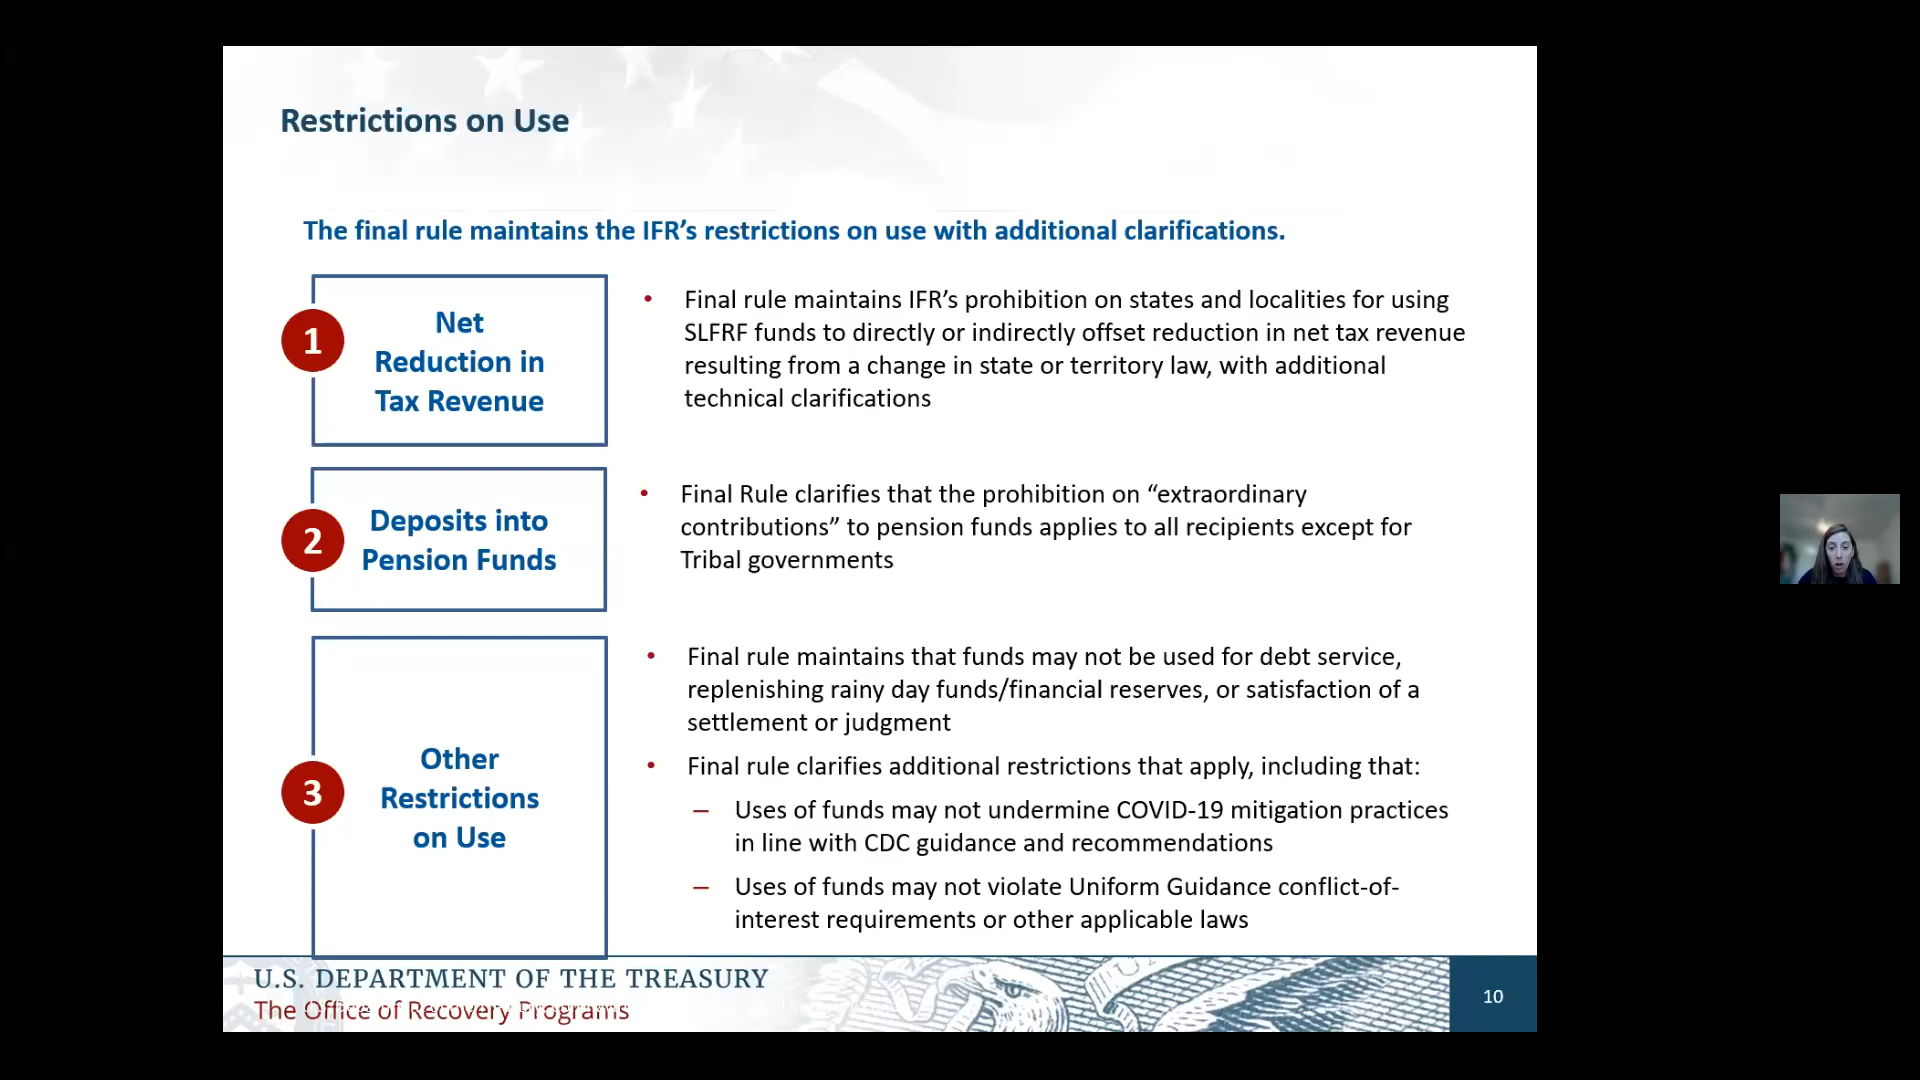 Restrictions on Use
The final rule maintains the IFR’s restrictions on use with additional clarifications.
1
Net
Reduction in
Tax Revenue
• Final rule maintains IFR’s prohibition on states and localities for using
SLFRF funds to directly or indirectly offset reduction in net tax revenue
resulting from a change in state or territory law, with additional
technical clarifications
2
Deposits into
Pension Funds
• Final Rule clarifies that the prohibition on “extraordinary
contributions” to pension funds applies to all recipients except for
Tribal governments
3
Other
Restrictions
on Use
• Final rule maintains that funds may not be used for debt service,
replenishing rainy day funds/financial reserves, or satisfaction of a
settlement or judgment
• Final rule clarifies additional restrictions that apply, including that:
– Uses of funds may not undermine COVID-19 mitigation practices
in line with CDC guidance and recommendations
– Uses of funds may not violate Uniform Guidance conflict-of-
interest requirements or other applicable laws
U.S. DEPARTMENT OF THE TREASURY
The Office of Recovery Programs
10